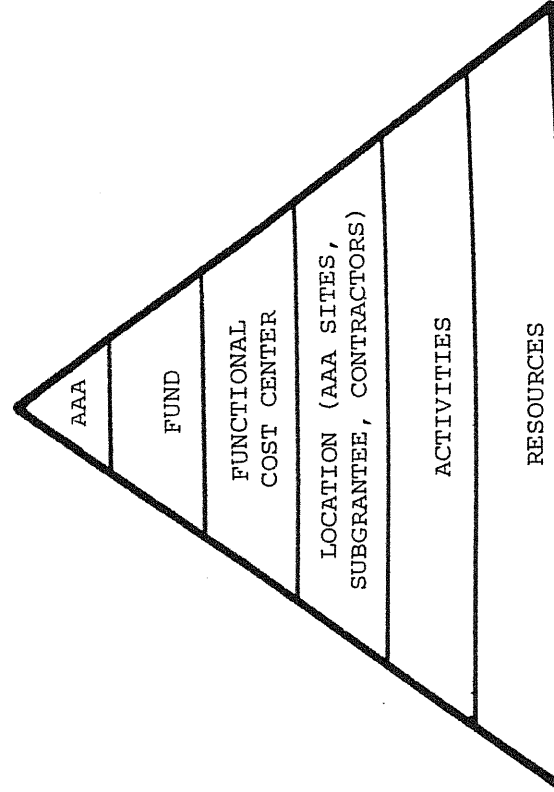 AAA
FUND
FUNCTIONAL
COST CENTER
LOCATION (AAA SITES,
SUBGRANTEE, CONTRACTORS)
ACTIVITIES
RESOURCES